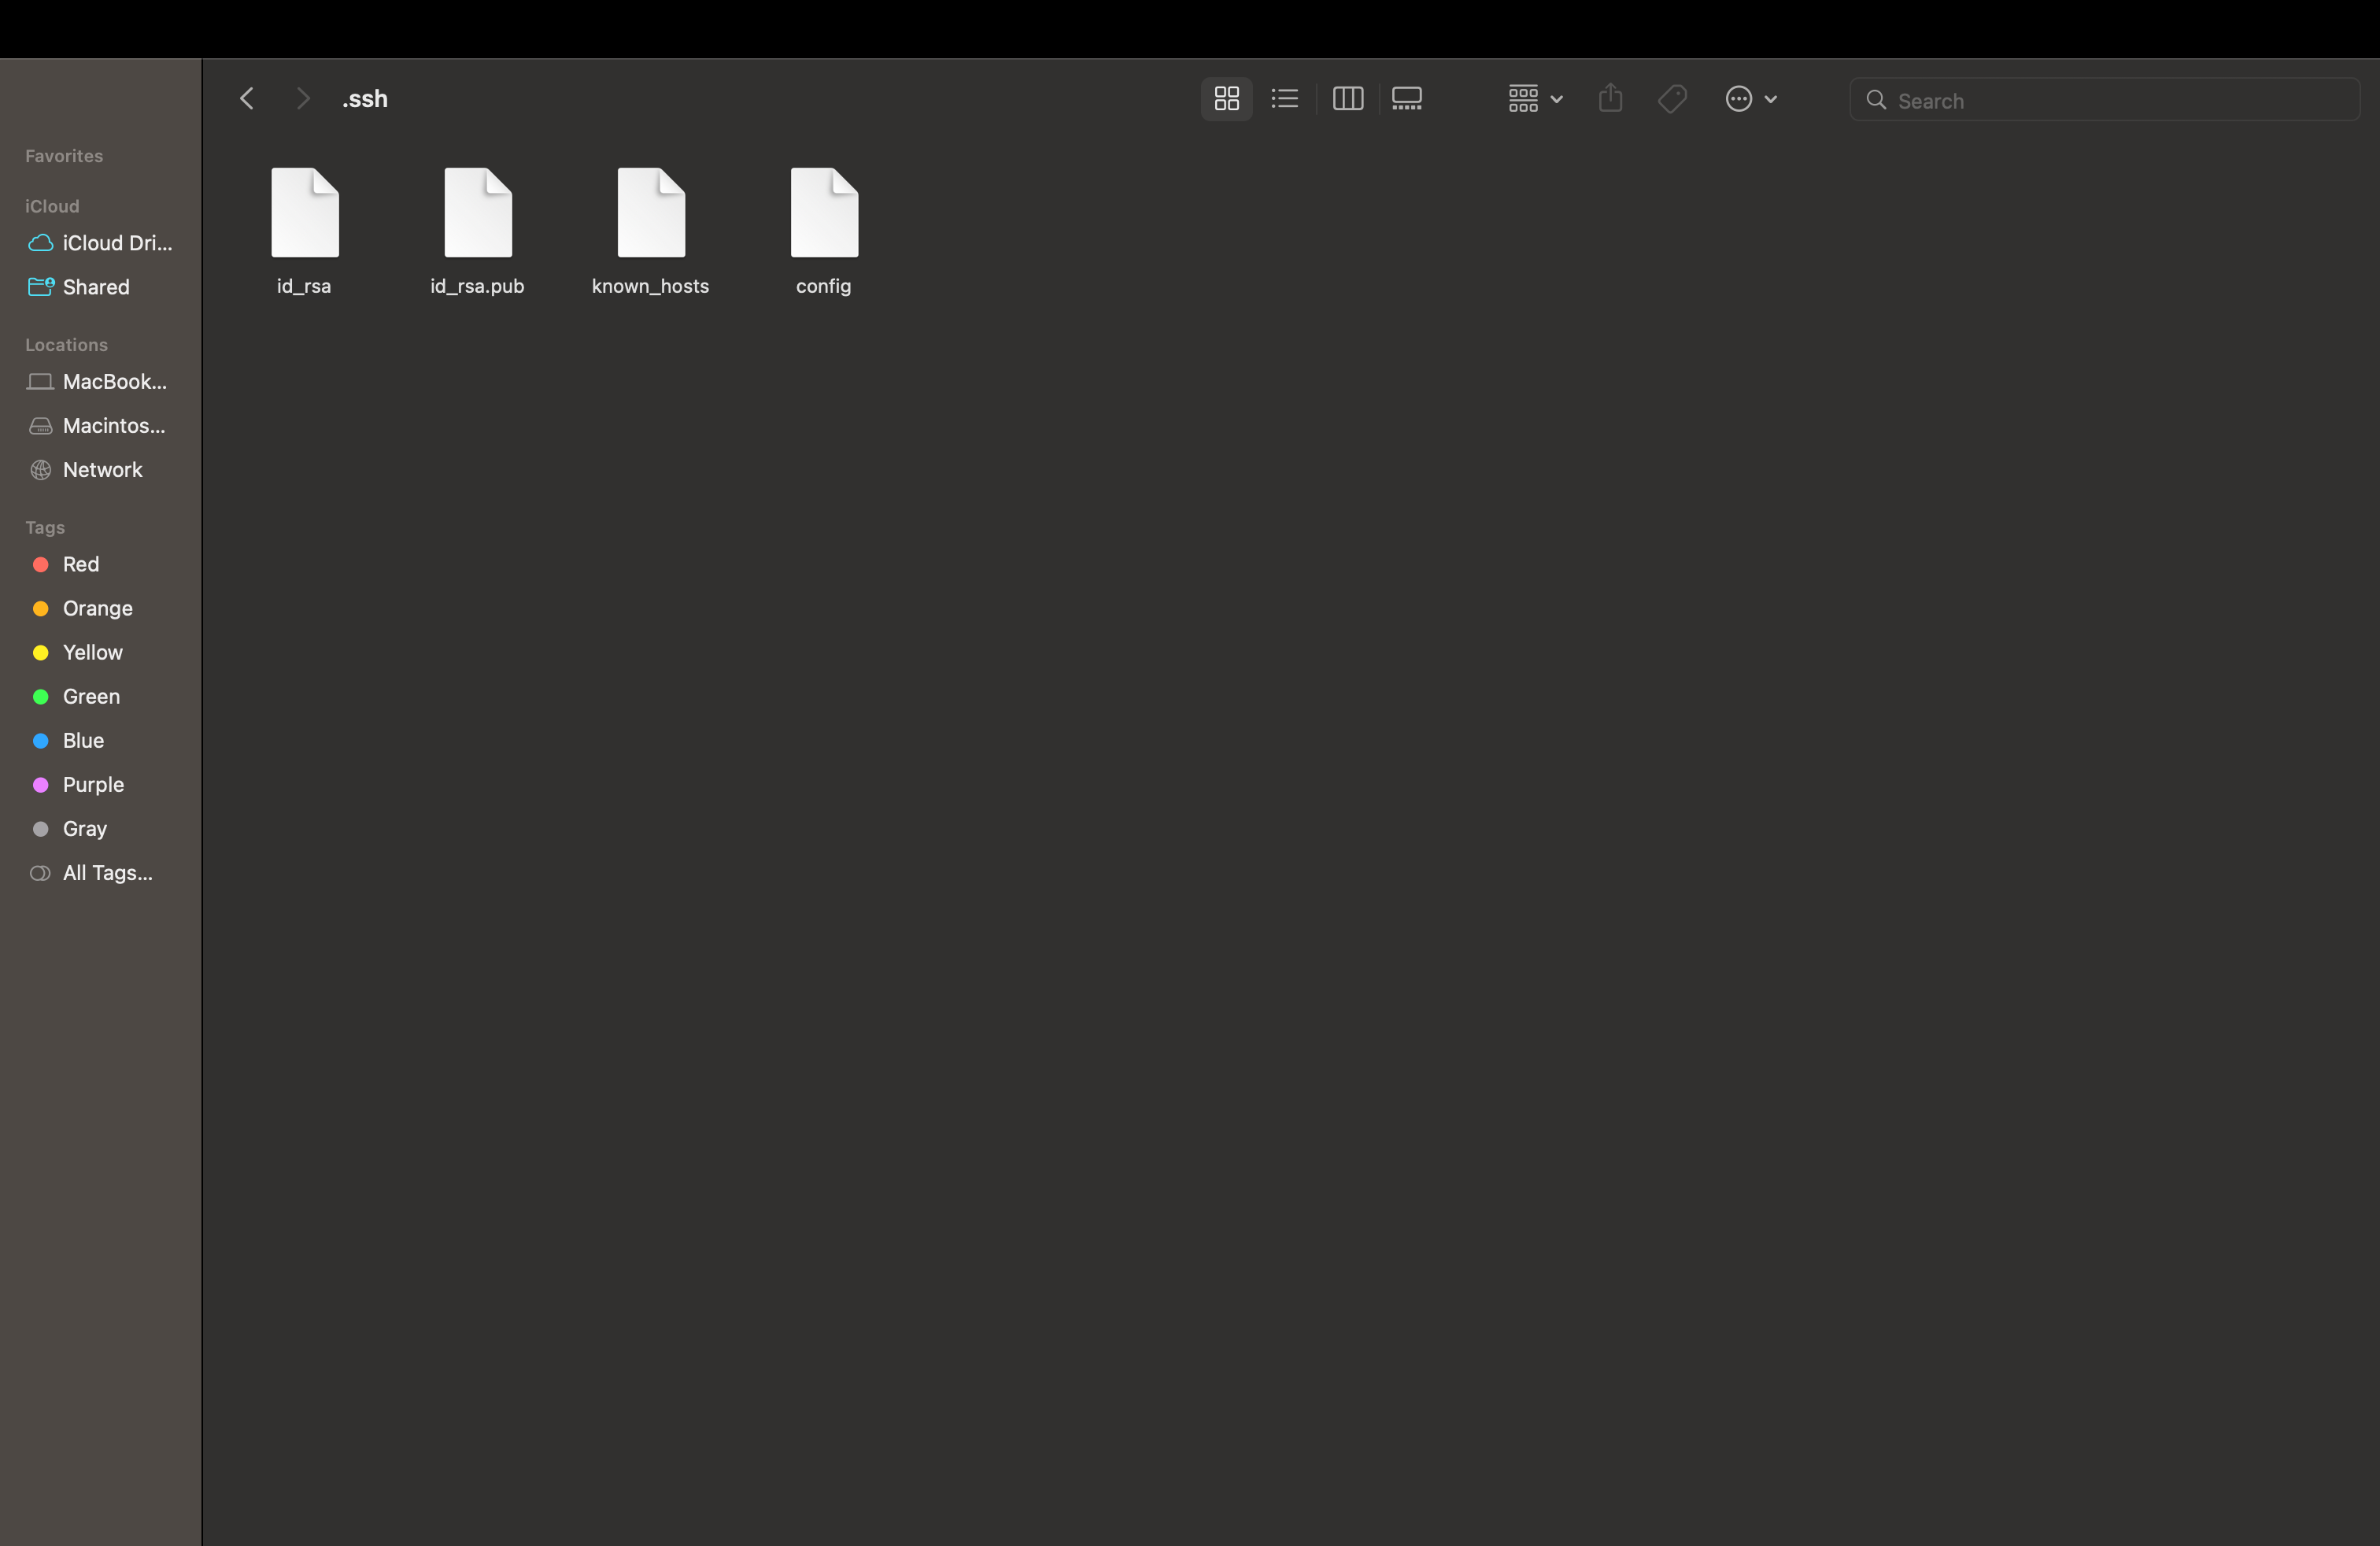 .ssh
Search
Favorites
iCloud
iCloud Dri...
Shared
Locations
MacBook...
Macintos...
Network
Tags
Red
Orange
Yellow
Green
Blue
Purple
Gray
All Tags...
id_rsa
id_rsa.pub
known_hosts
config